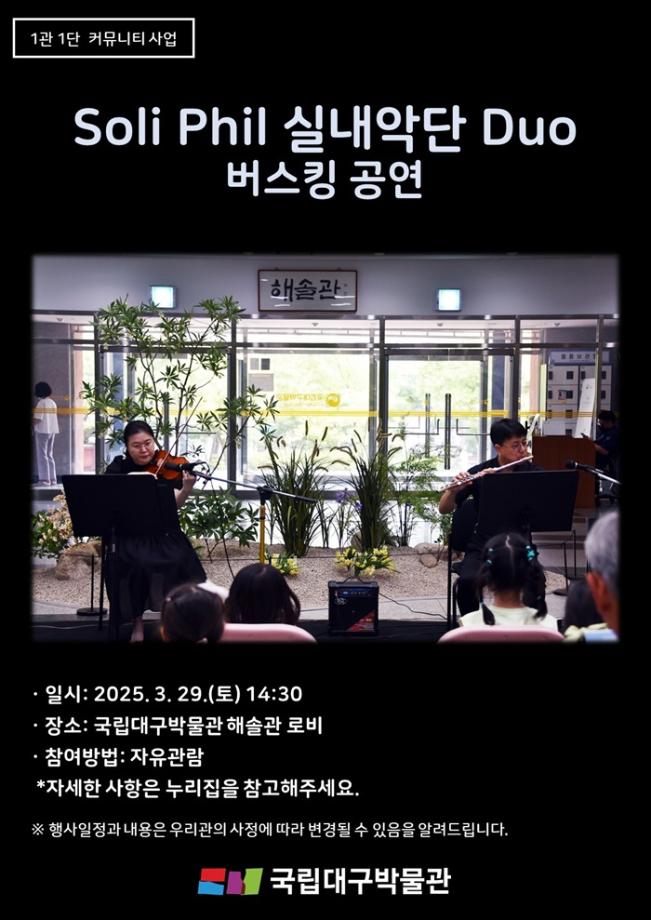 1관 1단 커뮤니티 사업
Soli Phil 실내악단 Duo
버스킹 공연
해솔관
· 일시: 2025. 3. 29.(토) 14:30
· 장소: 국립대구박물관 해솔관 로비
· 참여방법: 자유관람
*자세한 사항은 누리집을 참고해주세요.
※ 행사일정과 내용은 우리관의 사정에 따라 변경될 수 있음을 알려드립니다.
국립대구박물관